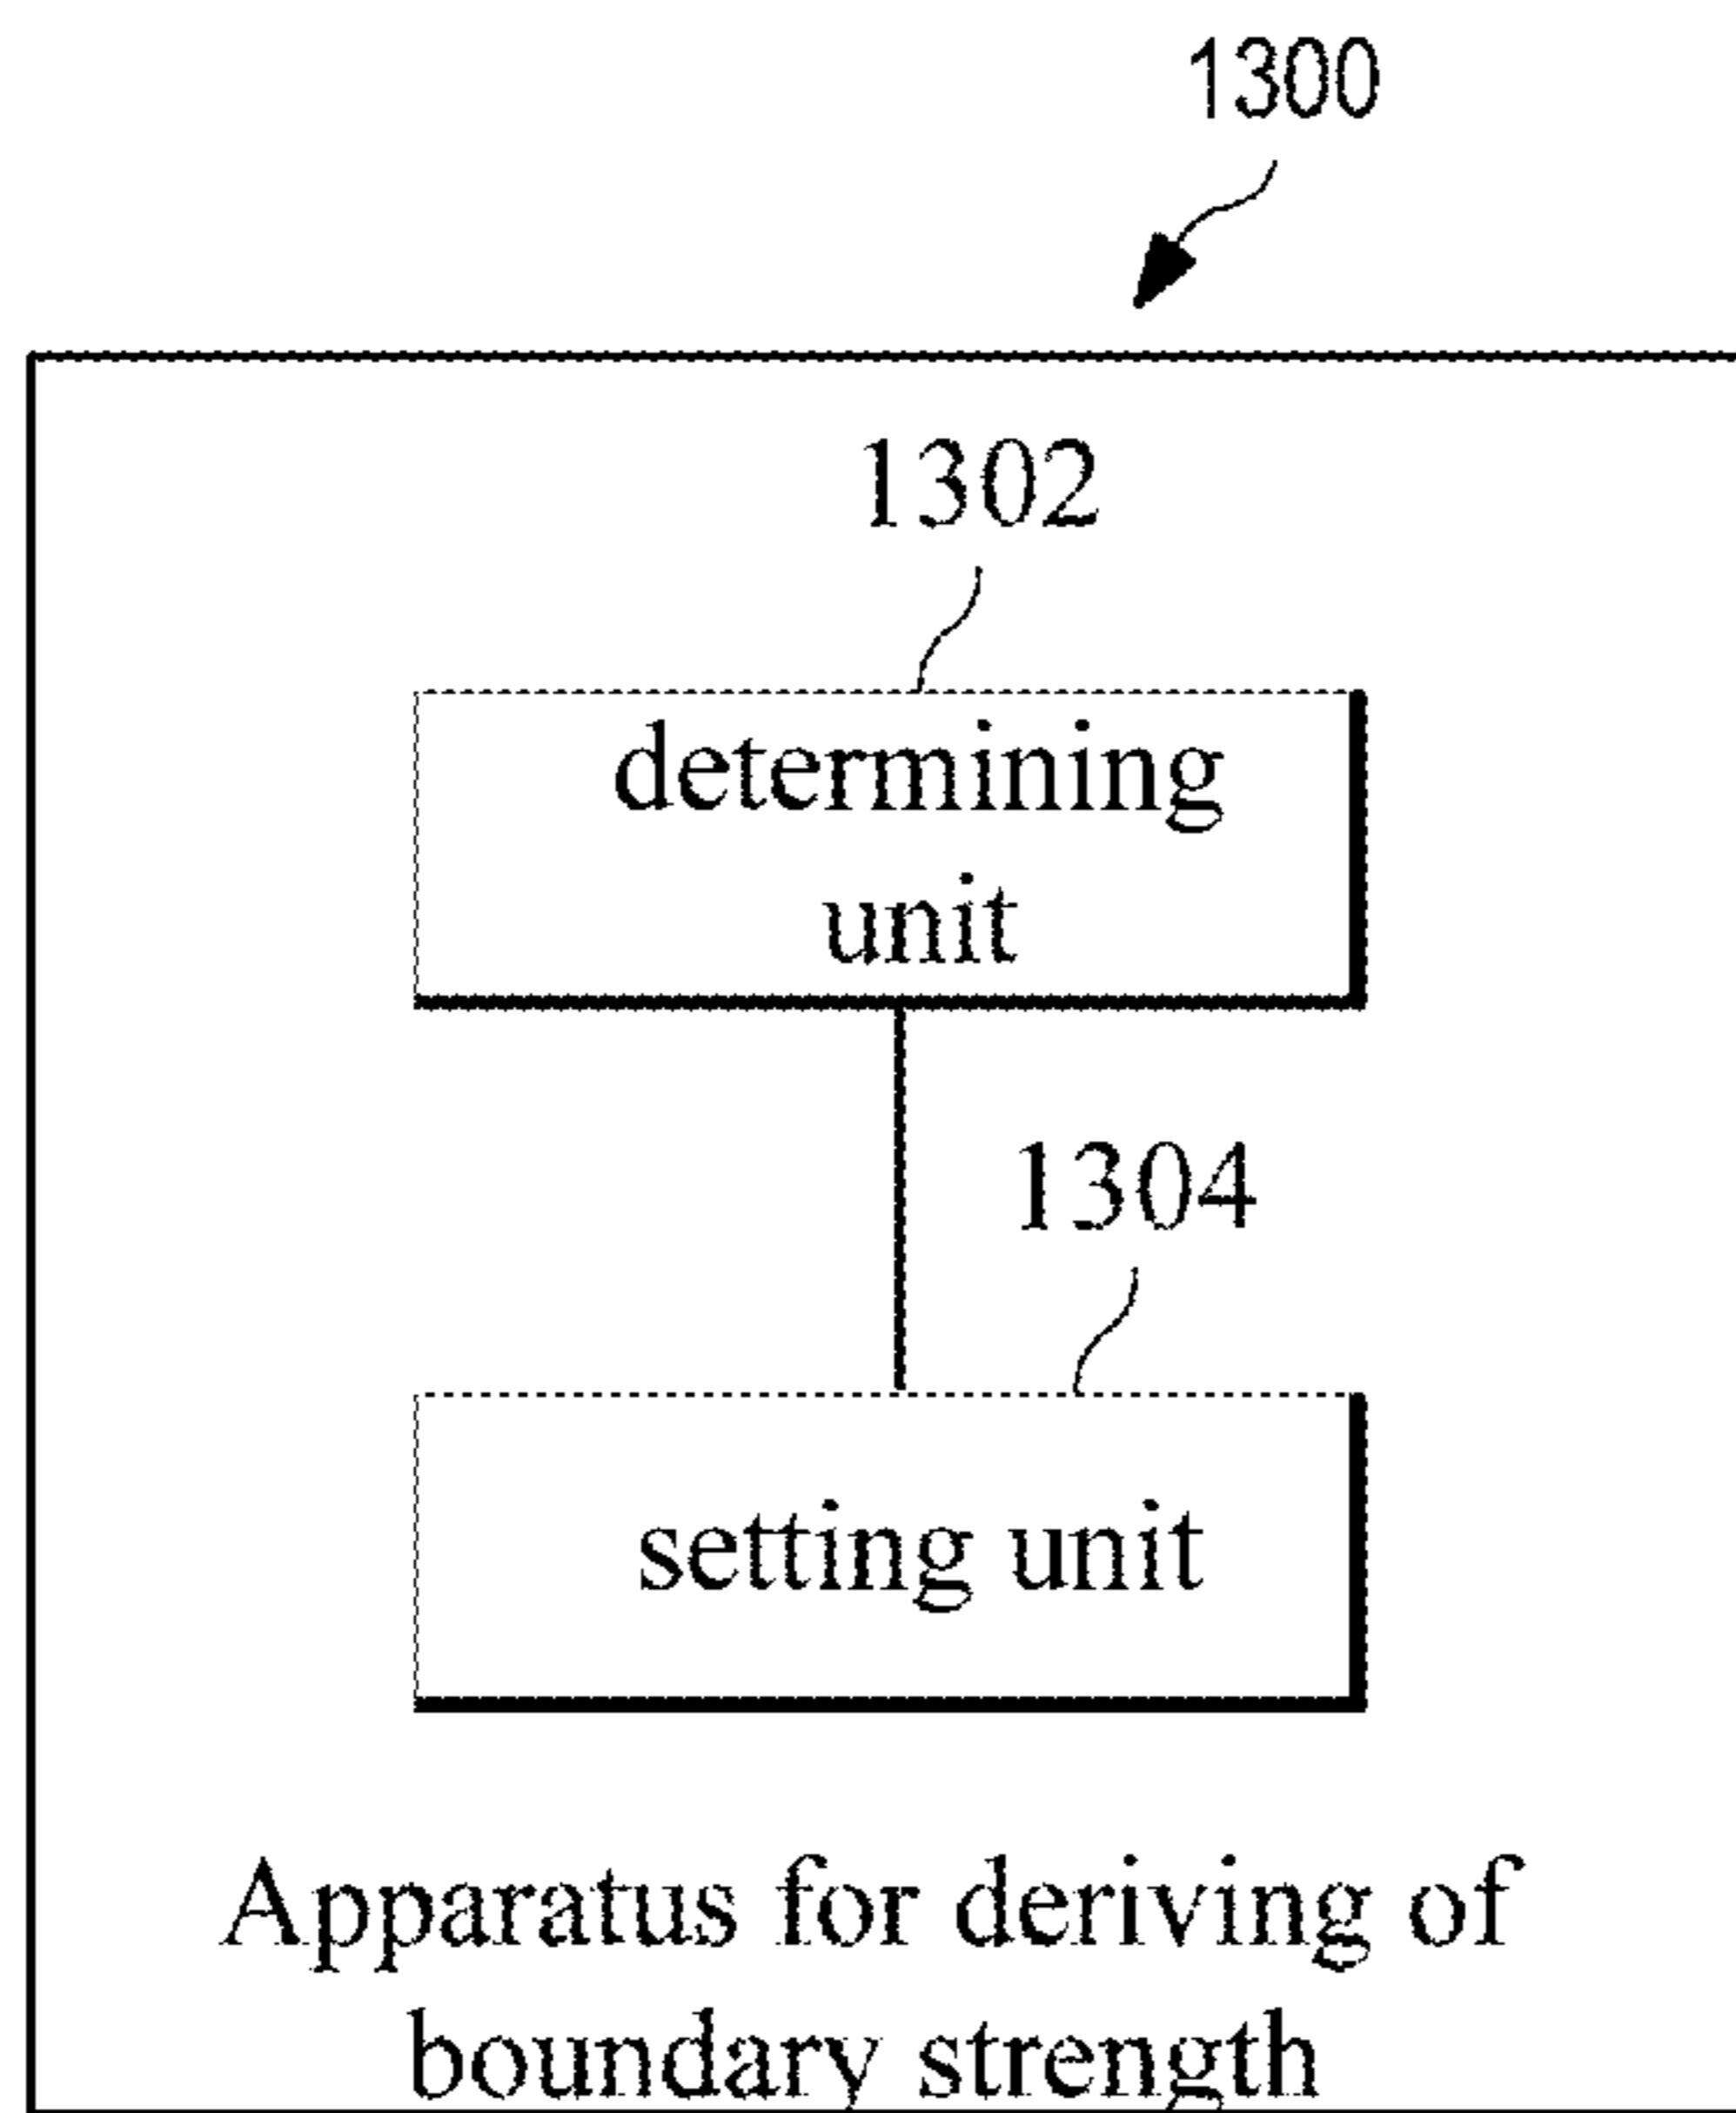 1300
1302
determining
unit
1304
setting unit
Apparatus for deriving of
boundary strength